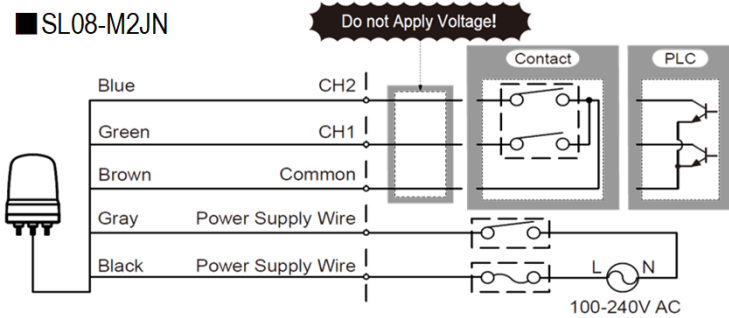 ■SL08-M2JN
Do not Apply Voltage!
Contact
PLC
Blue CH2
Green CH1
Brown Common
Gray Power Supply Wire
Black Power Supply Wire
L N
100-240V AC